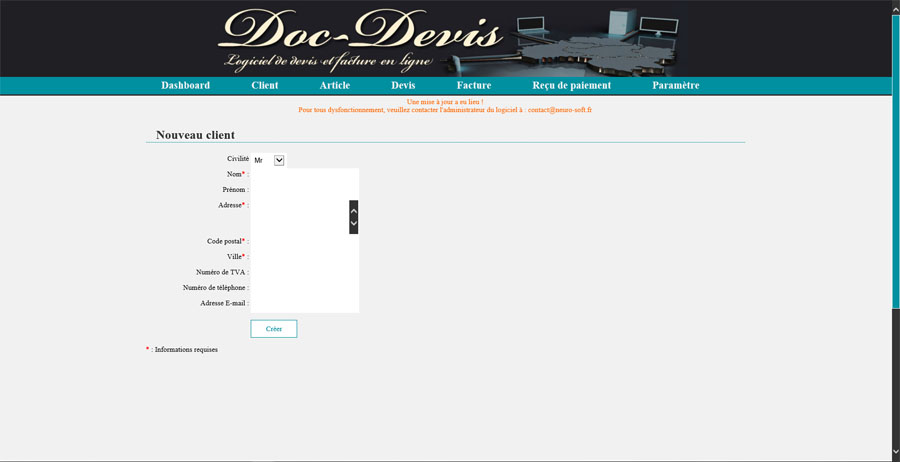 Doc-Devis
Logiciel de devis et facture en ligne
Dashboard Client Article Devis Facture Reçu de paiement Paramètre
Une mise à jour a eu lieu !
Pour tous dysfonctionnement, veuillez contacter l'administrateur du logiciel à : contact@neuro-soft.fr
Nouveau client
Civilité Mr
Nom* :
Prénom :
Adresse* :
Code postal* :
Ville* :
Numéro de TVA :
Numéro de téléphone :
Adresse E-mail :
Créer
* : Informations requises